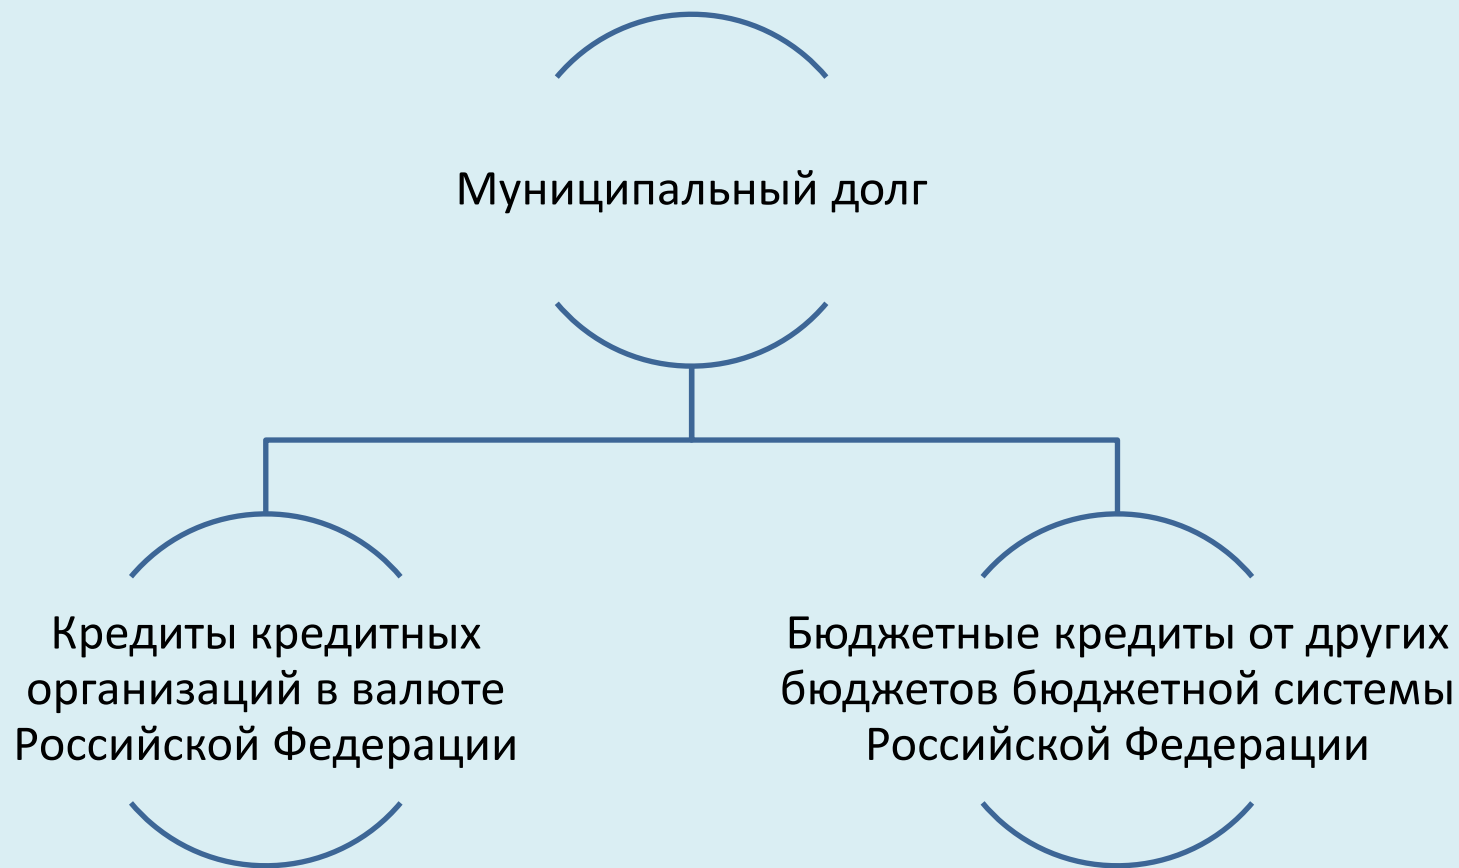 Муниципальный долг
Кредиты кредитных
организаций в валюте
Российской Федерации
Бюджетные кредиты от других
бюджетов бюджетной системы
Российской Федерации